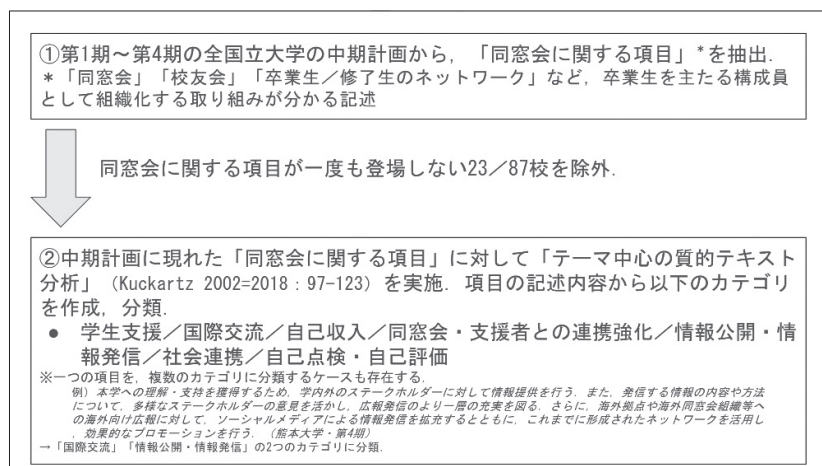 ①第1期～第4期の全国立大学の中期計画から，「同窓会に関する項目」*を抽出．
＊「同窓会」「校友会」「卒業生／修了生のネットワーク」など，卒業生を主たる構成員
として組織化する取り組みが分かる記述
同窓会に関する項目が一度も登場しない23／87校を除外．
②中期計画に現れた「同窓会に関する項目」に対して「テーマ中心の質的テキスト
分析」（Kuckartz 2002=2018：97-123）を実施．項目の記述内容から以下のカテゴリ
を作成，分類．
● 学生支援／国際交流／自己収入／同窓会・支援者との連携強化／情報公開・情
報発信／社会連携／自己点検・自己評価
※一つの項目を，複数のカテゴリに分類するケースも存在する．
例）本学への理解・支持を獲得するため，学内外のステークホルダーに対して情報提供を行う．また，発信する情報の内容や方法
について，多様なステークホルダーの意見を活かし，広報発信のより一層の充実を図る．さらに，海外拠点や海外同窓会組織等へ
の海外向け広報に対して，ソーシャルメディアによる情報発信を拡充するとともに，これまでに形成されたネットワークを活用し
，効果的なプロモーションを行う．（熊本大学・第4期）
→「国際交流」「情報公開・情報発信」の2つのカテゴリに分類．